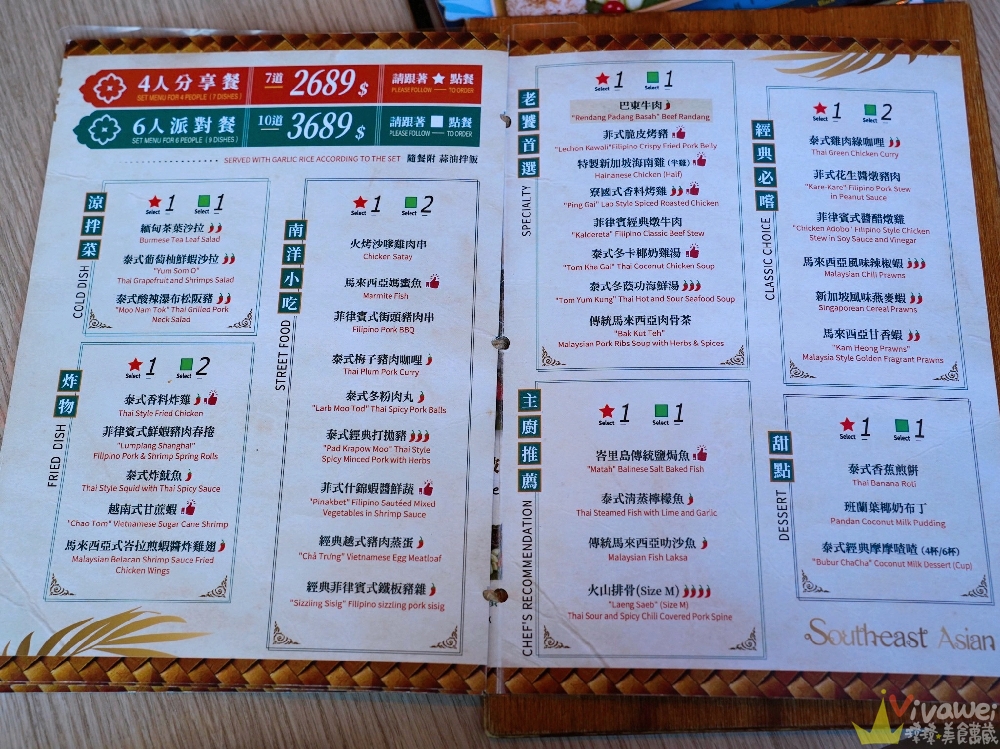 4人分享餐 7道 2689$ 請跟著 ★ 點餐
SET MENU FOR 4 PEOPLE (7 DISHES) PLEASE FOLLOW — TO ORDER
6人派對餐 10道 3689$ 請跟著 ■ 點餐
SET MENU FOR 6 PEOPLE (9 DISHES) PLEASE FOLLOW — TO ORDER
SERVED WITH GARLIC RICE ACCORDING TO THE SET 隨餐附 蒜油拌飯
涼拌菜
COLD DISH
★ Select 1 ■ Select 1
緬甸茶葉沙拉
Burmese Tea Leaf Salad
泰式葡萄柚鮮蝦沙拉
"Yum Som O"
Thai Grapefruit and Shrimps Salad
泰式酸辣瀑布松阪豬
"Moo Nam Tok" Thai Grilled Pork
Neck Salad
炸物
FRIED DISH
★ Select 1 ■ Select 2
泰式香料炸雞
Thai Style Fried Chicken
菲律賓式鮮蝦豬肉春捲
"Lumpiang Shanghai"
Filipino Pork & Shrimp Spring Rolls
泰式炸魷魚
Thai Style Squid with Thai Spicy Sauce
越南式甘蔗蝦
"Chao Tom" Vietnamese Sugar Cane Shrimp
馬來西亞式峇拉煎蝦醬炸雞翅
Malaysian Belacan Shrimp Sauce Fried
Chicken Wings
南洋小吃
STREET FOOD
★ Select 1 ■ Select 2
火烤沙嗲雞肉串
Chicken Satay
馬來西亞媽蜜魚
Marmite Fish
菲律賓式街頭豬肉串
Filipino Pork BBQ
泰式梅子豬肉咖哩
Thai Plum Pork Curry
泰式冬粉肉丸
"Larb Moo Tod" Thai Spicy Pork Balls
泰式經典打拋豬
"Pad Krapow Moo" Thai Style
Spicy Minced Pork with Herbs
菲式什錦蝦醬鮮蔬
"Pinakbet" Filipino Sautéed Mixed
Vegetables in Shrimp Sauce
經典越式豬肉蒸蛋
"Chả Trưng" Vietnamese Egg Meatloaf
經典菲律賓式鐵板豬雜
"Sizzling Sisig" Filipino sizzling pork sisig
老饕首選
SPECIALTY
★ Select 1 ■ Select 1
巴東牛肉
"Rendang Padang Basah" Beef Randang
菲式脆皮烤豬
"Lechon Kawali" Filipino Crispy Fried Pork Belly
特製新加坡海南雞 (半雞)
Hainanese Chicken (Half)
寮國式香料烤雞
"Ping Gai" Lao Style Spiced Roasted Chicken
菲律賓經典燉牛肉
"Kalcereta" Filipino Classic Beef Stew
泰式冬卡椰奶雞湯
"Tom Khe Gai" Thai Coconut Chicken Soup
泰式冬蔭功海鮮湯
"Tom Yum Kung" Thai Hot and Sour Seafood Soup
傳統馬來西亞肉骨茶
"Bak Kut Teh"
Malaysian Pork Ribs Soup with Herbs & Spices
主廚推薦
CHEF'S RECOMMENDATION
★ Select 1 ■ Select 1
峇里島傳統鹽焗魚
"Matah" Balinese Salt Baked Fish
泰式清蒸檸檬魚
Thai Steamed Fish with Lime and Garlic
傳統馬來西亞叻沙魚
Malaysian Fish Laksa
火山排骨(Size M)
"Laeng Saeb" (Size M)
Thai Sour and Spicy Chili Covered Pork Spine
經典必嚐
CLASSIC CHOICE
★ Select 1 ■ Select 2
泰式雞肉綠咖哩
Thai Green Chicken Curry
菲式花生醬燉豬肉
"Kare-Kare" Filipino Pork Stew
in Peanut Sauce
菲律賓式醬醋燉雞
"Chicken Adobo" Filipino Style Chicken
Stew in Soy Sauce and Vinegar
馬來西亞風味辣椒蝦
Malaysian Chili Prawns
新加坡風味燕麥蝦
Singaporean Cereal Prawns
馬來西亞甘香蝦
"Kam Heong Prawns"
Malaysia Style Golden Fragrant Prawns
甜點
DESSERT
★ Select 1 ■ Select 1
泰式香蕉煎餅
Thai Banana Roti
班蘭葉椰奶布丁
Pandan Coconut Milk Pudding
泰式經典摩摩喳喳 (4杯/6杯)
"Bubur ChaCha" Coconut Milk Dessert (Cup)
Southeast Asian
Vivawei
美食萬歲